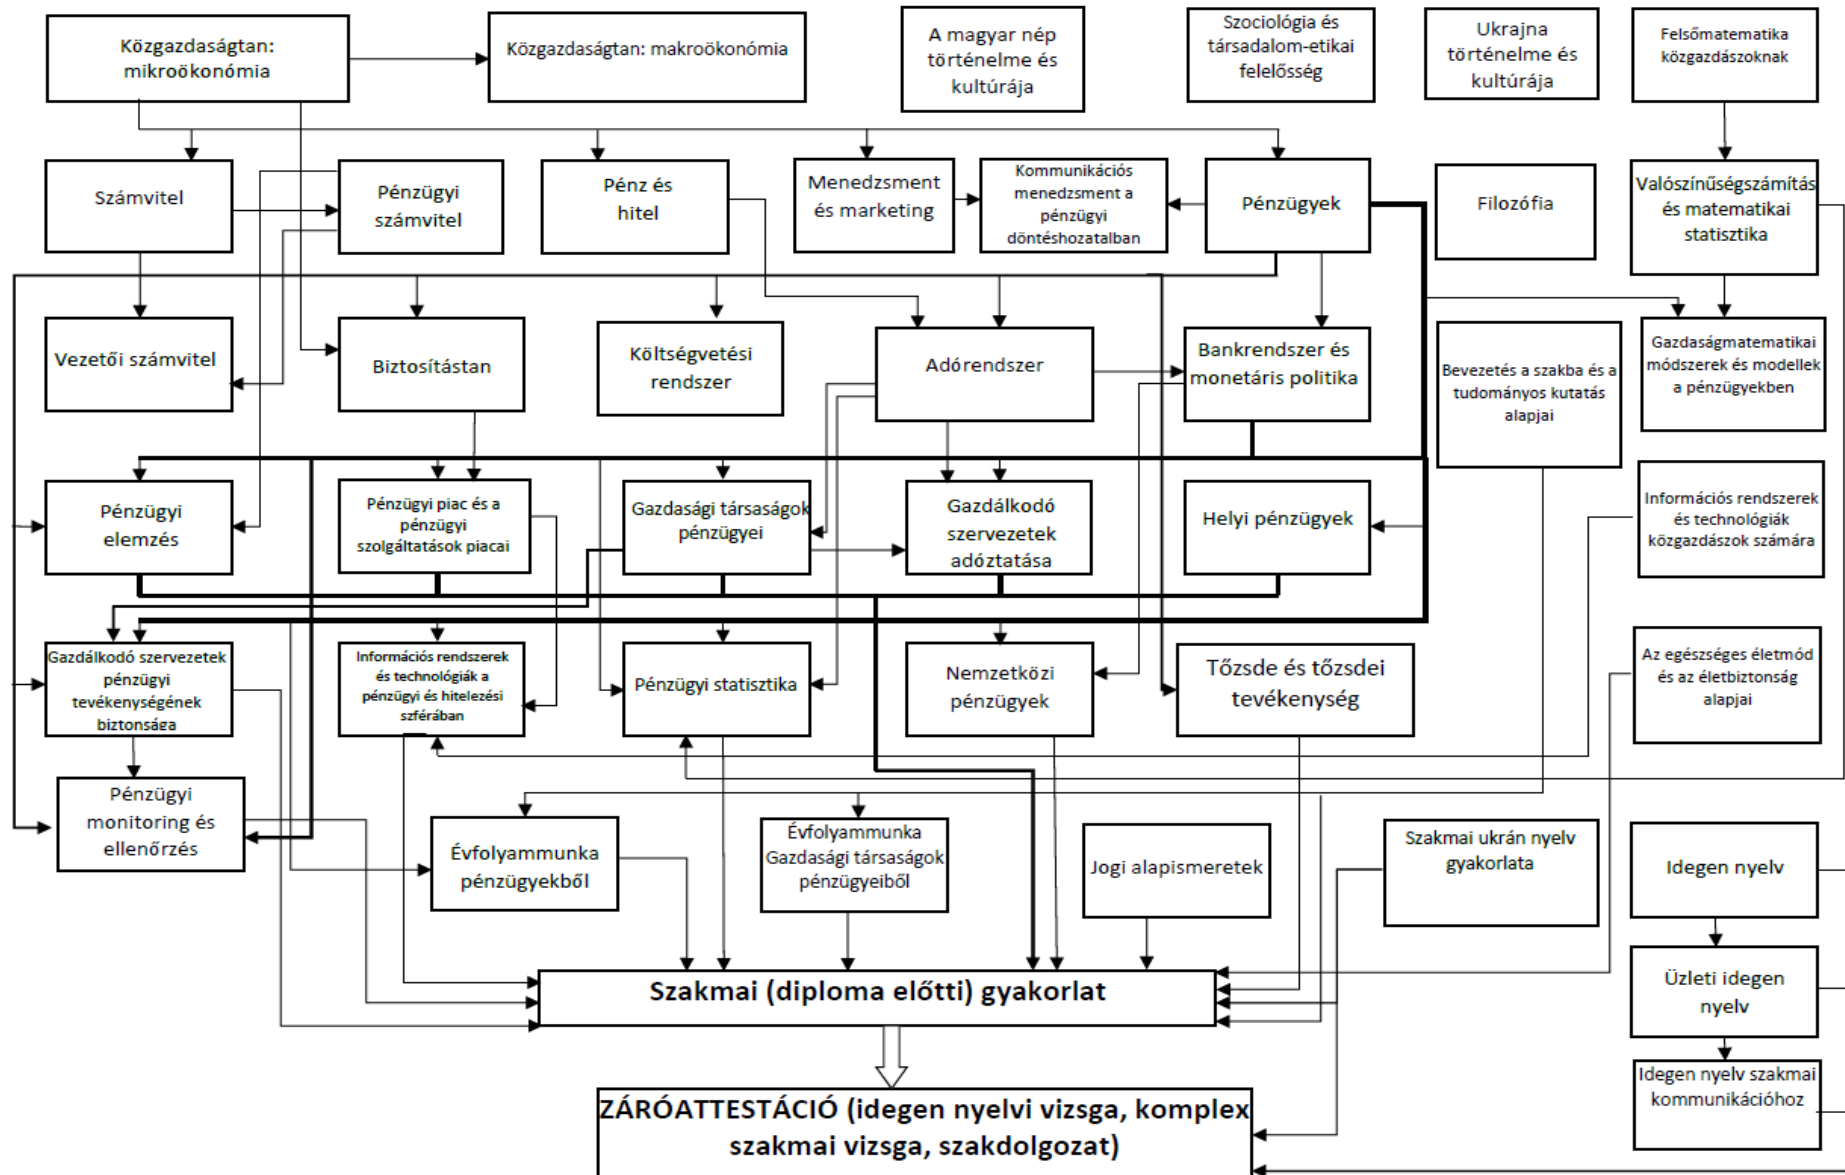 Közgazdaságtan:
mikroökonómia
Közgazdaságtan: makroökonómia
A magyar nép
történelme és
kultúrája
Szociológia és
társadalom-etikai
felelősség
Ukrajna
történelme és
kultúrája
Felsőmatematika
közgazdászoknak
Számvitel
Pénzügyi
számvitel
Pénz és
hitel
Menedzsment
és marketing
Kommunikációs
menedzsment a
pénzügyi
döntéshozatalban
Pénzügyek
Filozófia
Valószínűségszámítás
és matematikai
statisztika
Vezetői számvitel
Biztosítástan
Költségvetési
rendszer
Adórendszer
Bankrendszer és
monetáris politika
Bevezetés a szakba és a
tudományos kutatás
alapjai
Gazdaságmatematikai
módszerek és modellek
a pénzügyekben
Pénzügyi
elemzés
Pénzügyi piac és a
pénzügyi
szolgáltatások piacai
Gazdasági társaságok
pénzügyei
Gazdálkodó
szervezetek
adóztatása
Helyi pénzügyek
Információs rendszerek
és technológiák
közgazdászok számára
Gazdálkodó szervezetek
pénzügyi
tevékenységének
biztonsága
Információs rendszerek
és technológiák a
pénzügyi és hitelezési
szférában
Pénzügyi statisztika
Nemzetközi
pénzügyek
Tőzsde és tőzsdei
tevékenység
Az egészséges életmód
és az életbiztonság
alapjai
Pénzügyi
monitoring és
ellenőrzés
Évfolyammunka
pénzügyekből
Évfolyammunka
Gazdasági társaságok
pénzügyeiből
Jogi alapismeretek
Szakmai ukrán nyelv
gyakorlata
Idegen nyelv
Szakmai (diploma előtti) gyakorlat
Üzleti idegen
nyelv
Idegen nyelv szakmai
kommunikációhoz
ZÁRÓATTESTÁCIÓ (idegen nyelvi vizsga, komplex
szakmai vizsga, szakdolgozat)